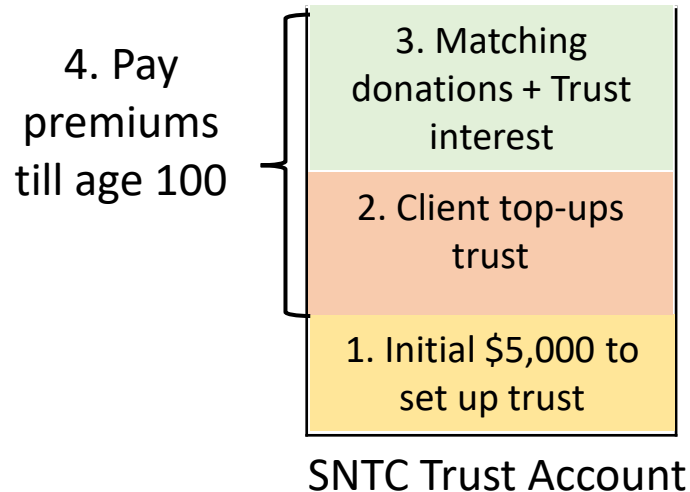 4. Pay
premiums
till age 100
3. Matching
donations + Trust
interest
2. Client top-ups
trust
1. Initial $5,000 to
set up trust
SNTC Trust Account